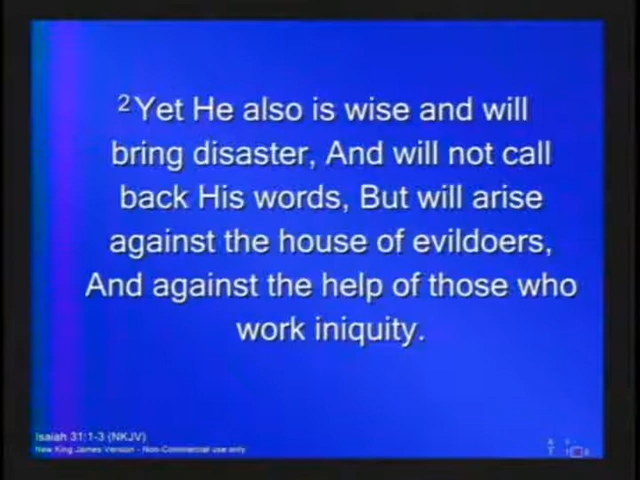 2 Yet He also is wise and will
bring disaster, And will not call
back His words, But will arise
against the house of evildoers,
And against the help of those who
work iniquity.
Isaiah 31:1-3 (NKJV)
New King James Version - Non-Commercial use only